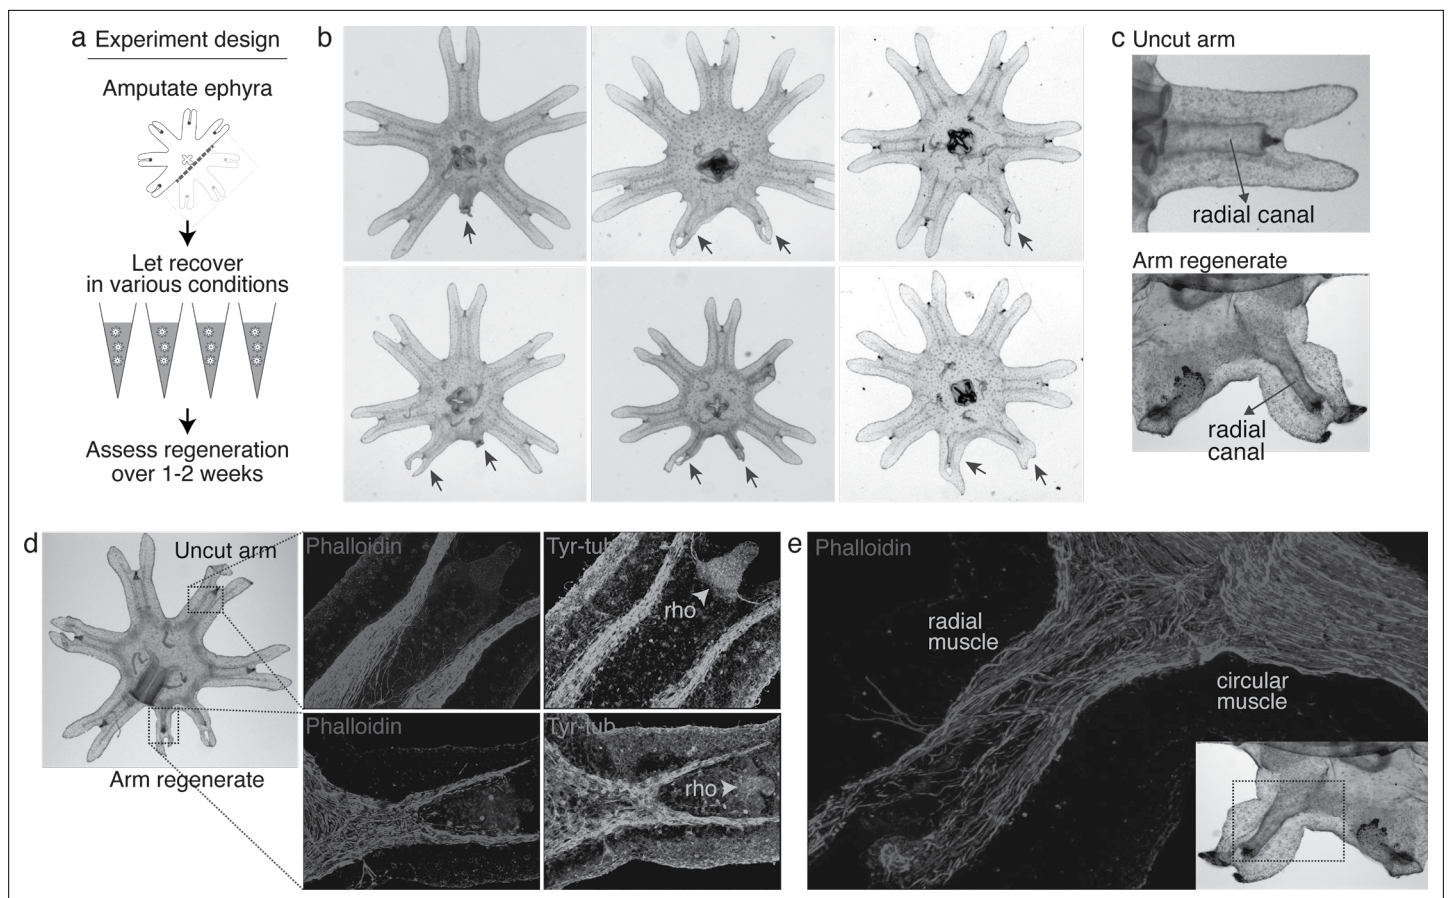 a Experiment design
Amputate ephyra
Let recover
in various conditions
Assess regeneration
over 1-2 weeks
b
c Uncut arm
radial canal
Arm regenerate
radial
canal
d
Uncut arm
Arm regenerate
Phalloidin
Tyr-tub
rho
Phalloidin
Tyr-tub
rho
e
Phalloidin
radial
muscle
circular
muscle